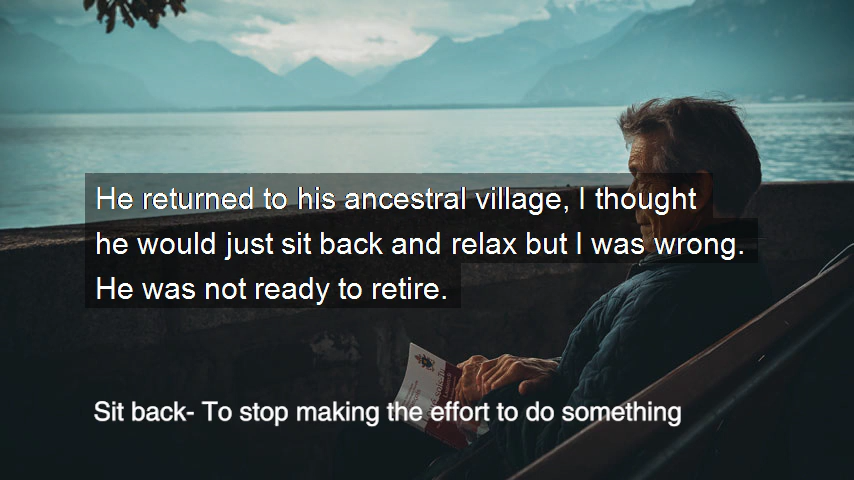 He returned to his ancestral village, I thought
he would just sit back and relax but I was wrong.
He was not ready to retire.
Sit back- To stop making the effort to do something